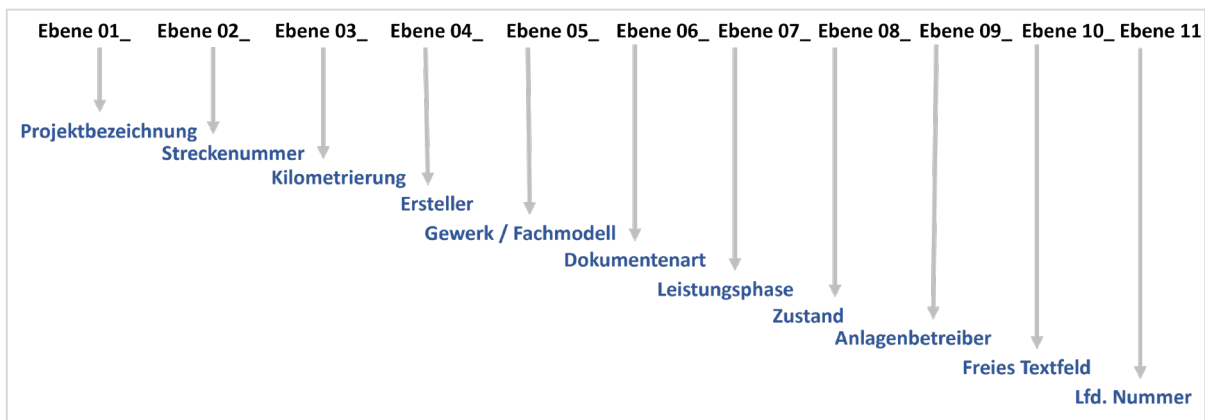 Ebene 01_ Ebene 02_ Ebene 03_ Ebene 04_ Ebene 05_ Ebene 06_ Ebene 07_ Ebene 08_ Ebene 09_ Ebene 10_ Ebene 11
Projektbezeichnung
Streckenummer
Kilometrierung
Ersteller
Gewerk / Fachmodell
Dokumentenart
Leistungsphase
Zustand
Anlagenbetreiber
Freies Textfeld
Lfd. Nummer